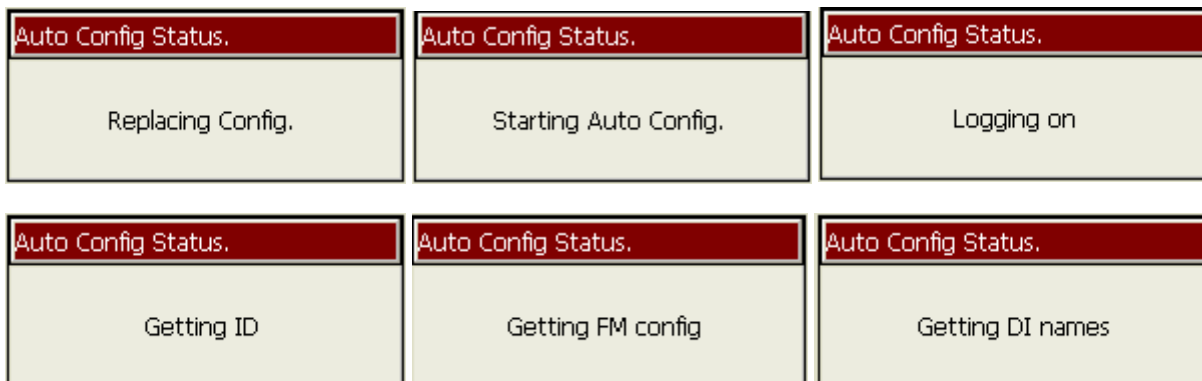 Auto Config Status.
Replacing Config.
Auto Config Status.
Starting Auto Config.
Auto Config Status.
Logging on
Auto Config Status.
Getting ID
Auto Config Status.
Getting FM config
Auto Config Status.
Getting DI names